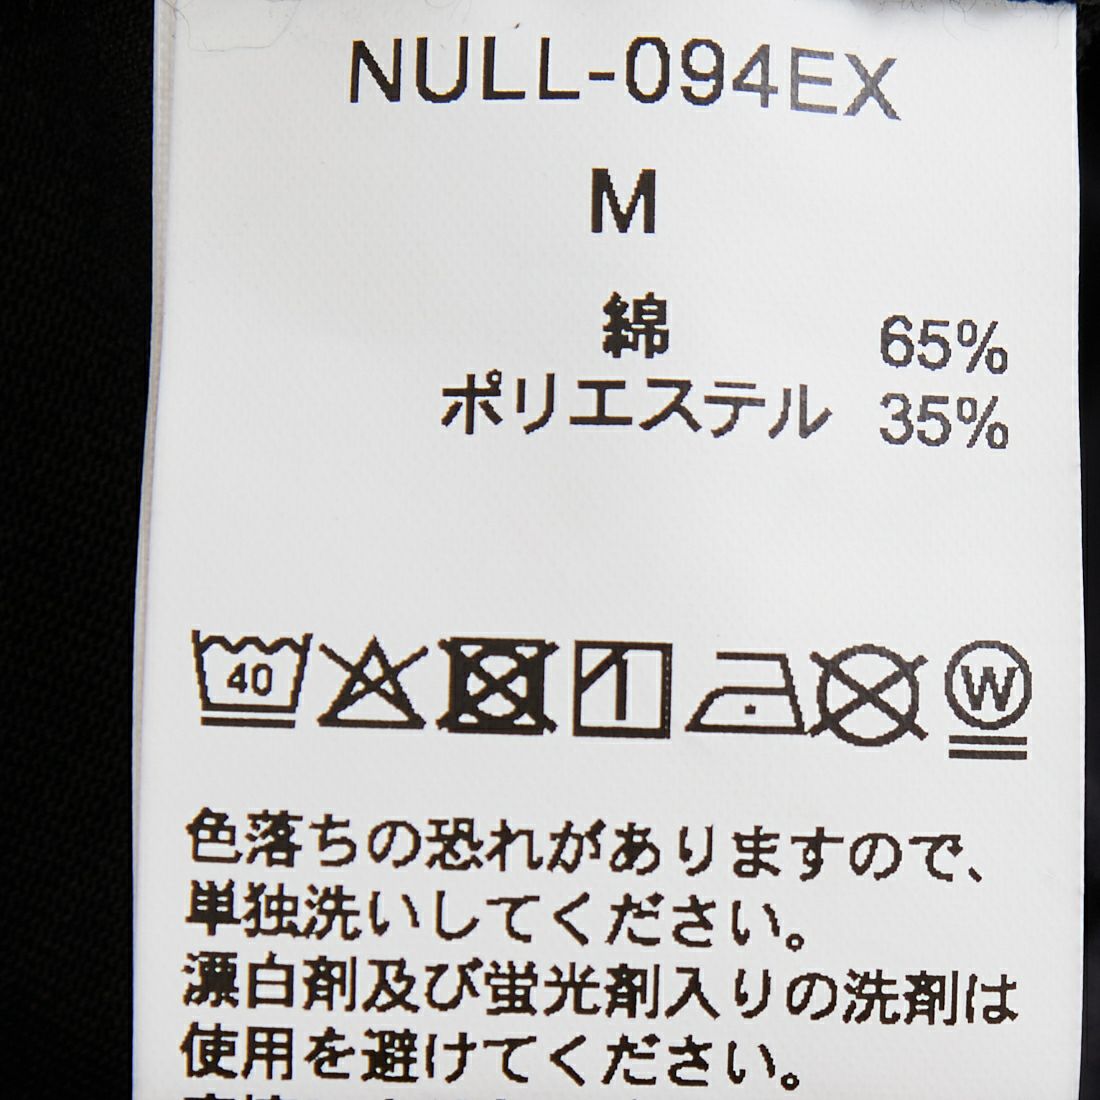 NULL-094EX
M
綿 65%
ポリエステル 35%
40
W
色落ちの恐れがありますので、
単独洗いしてください。
漂白剤及び蛍光剤入りの洗剤は
使用を避けてください。